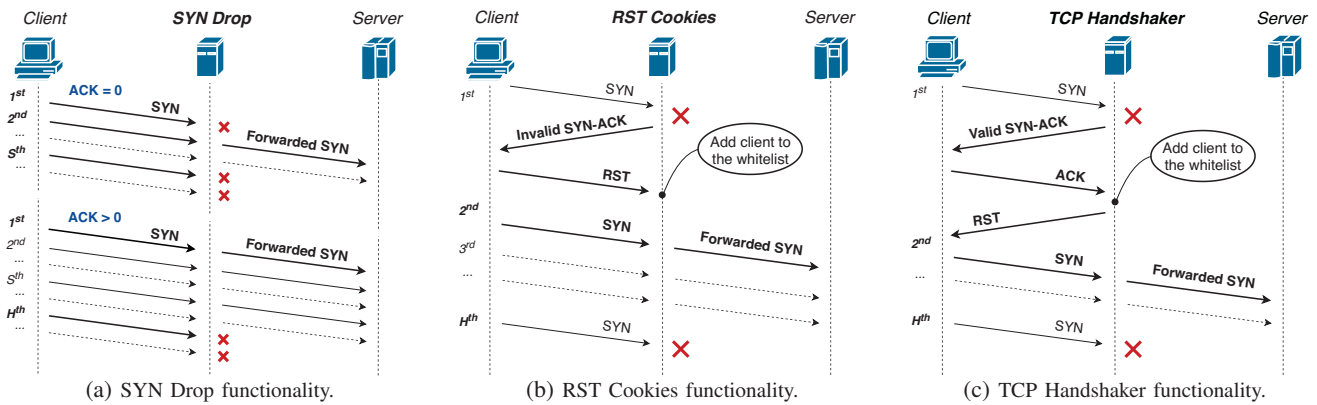 Client SYN Drop Server
ACK = 0
1st
SYN
2nd
...
Forwarded SYN
Sth
...
ACK > 0
1st
SYN
2nd
Forwarded SYN
...
Sth
...
Hth
...
(a) SYN Drop functionality.
Client RST Cookies Server
1st
SYN
Invalid SYN-ACK
Add client to
the whitelist
RST
2nd
SYN
3rd
Forwarded SYN
...
Hth
SYN
(b) RST Cookies functionality.
Client TCP Handshaker Server
1st
SYN
Valid SYN-ACK
Add client to
the whitelist
ACK
RST
2nd
SYN
...
Forwarded SYN
Hth
SYN
(c) TCP Handshaker functionality.